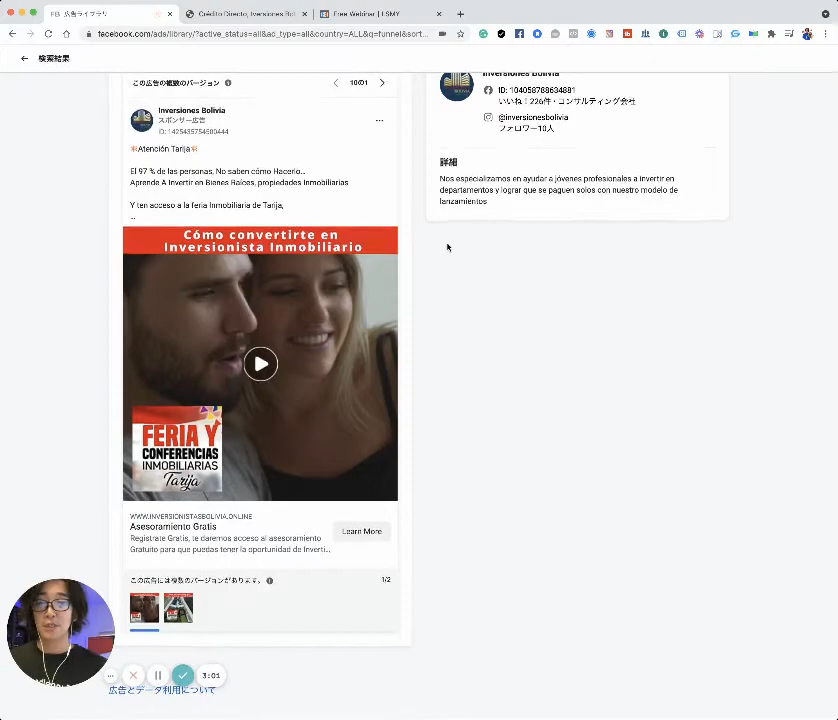 FB 広告ライブラリ
Crédito Directo, Iversiones Bol
Free Webinar | LSMY
facebook.com/ads/library/?active_status=all&ad_type=all&country=ALL&q=funnel&sort...
検索結果
この広告の複数のバージョン
10の1
Inversiones Bolivia
スポンサー広告
ID: 1425435754500444
Atención Tarija
El 97 % de las personas, No saben cómo Hacerlo...
Aprende A Invertir en Bienes Raíces, propiedades Inmobiliarias
Y ten acceso a la feria Inmobiliaria de Tarija,
...
Cómo convertirte en
Inversionista Inmobiliario
FERIA Y
CONFERENCIAS
INMOBILIARIAS
Tarija
WWW.INVERSIONISTASBOLIVIA.ONLINE
Asesoramiento Gratis
Registrate Gratis, te daremos acceso al asesoramiento
Gratuito para que puedas tener la oportunidad de Inverti...
Learn More
この広告には複数のバージョンがあります。
1/2
Inversiones Bolivia
ID: 104058788634881
いいね！226件・コンサルティング会社
@inversionesbolivia
フォロワー10人
詳細
Nos especializamos en ayudar a jóvenes profesionales a invertir en
departamentos y lograr que se paguen solos con nuestro modelo de
lanzamientos
3:01
広告とデータ利用について